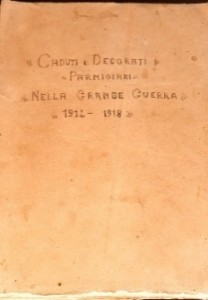 « CADUTI E DECORATI »
« PARMIGIANI »
« NELLA GRANDE GUERRA »
« 1915 - 1918 »